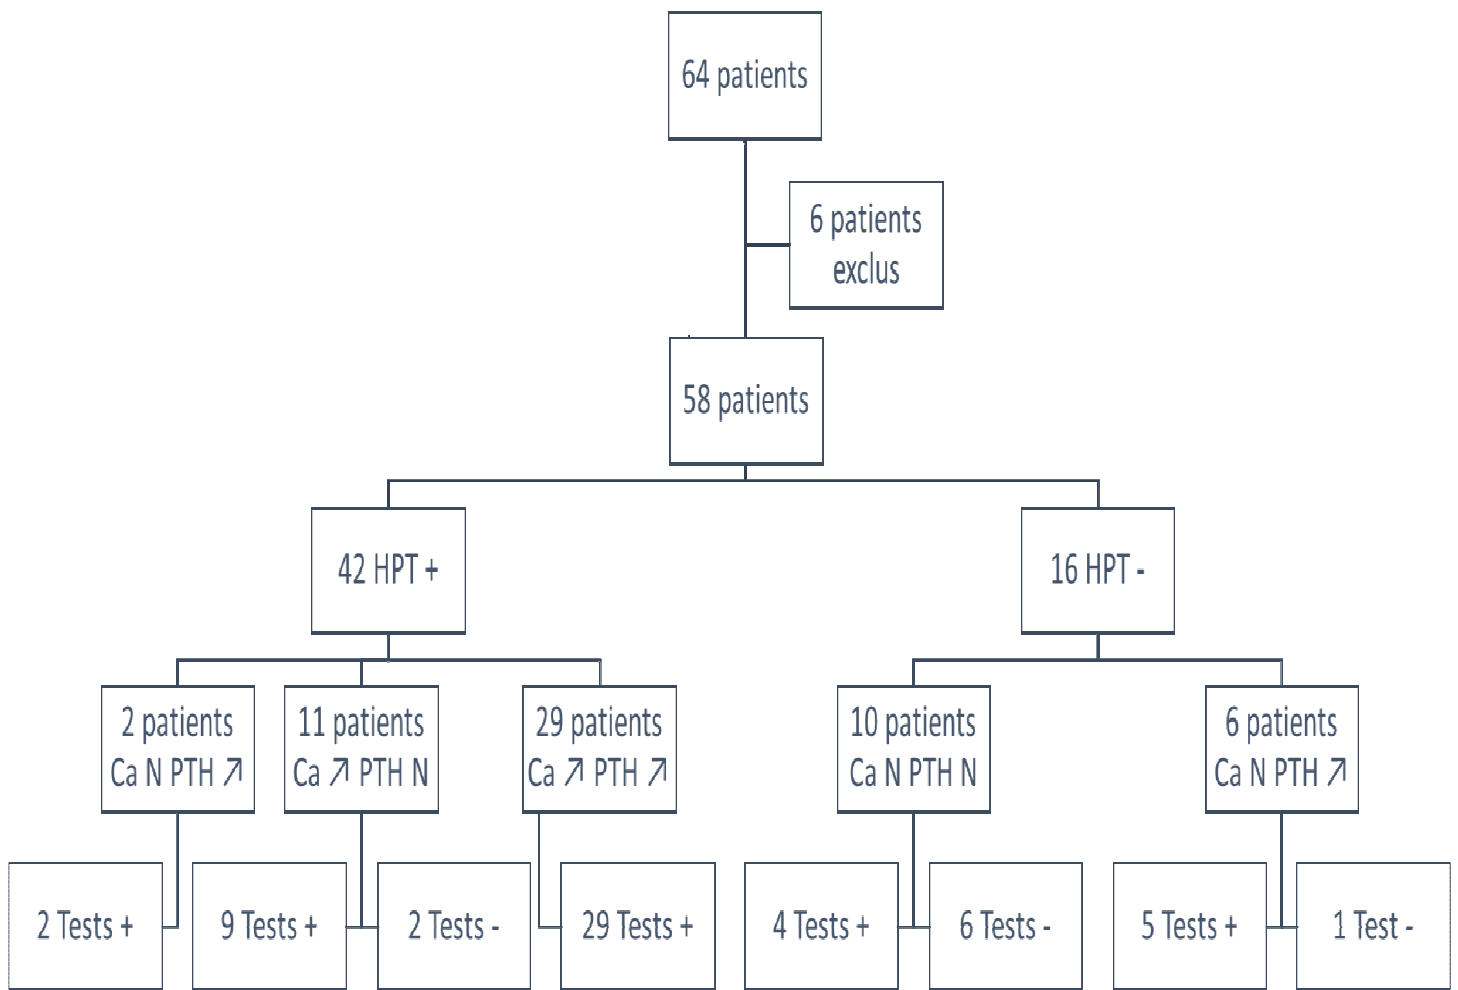 64 patients
6 patients
exclus
58 patients
42 HPT +
16 HPT -
2 patients
Ca N PTH ↗
11 patients
Ca ↗ PTH N
29 patients
Ca ↗ PTH ↗
10 patients
Ca N PTH N
6 patients
Ca N PTH ↗
2 Tests +
9 Tests +
2 Tests -
29 Tests +
4 Tests +
6 Tests -
5 Tests +
1 Test -